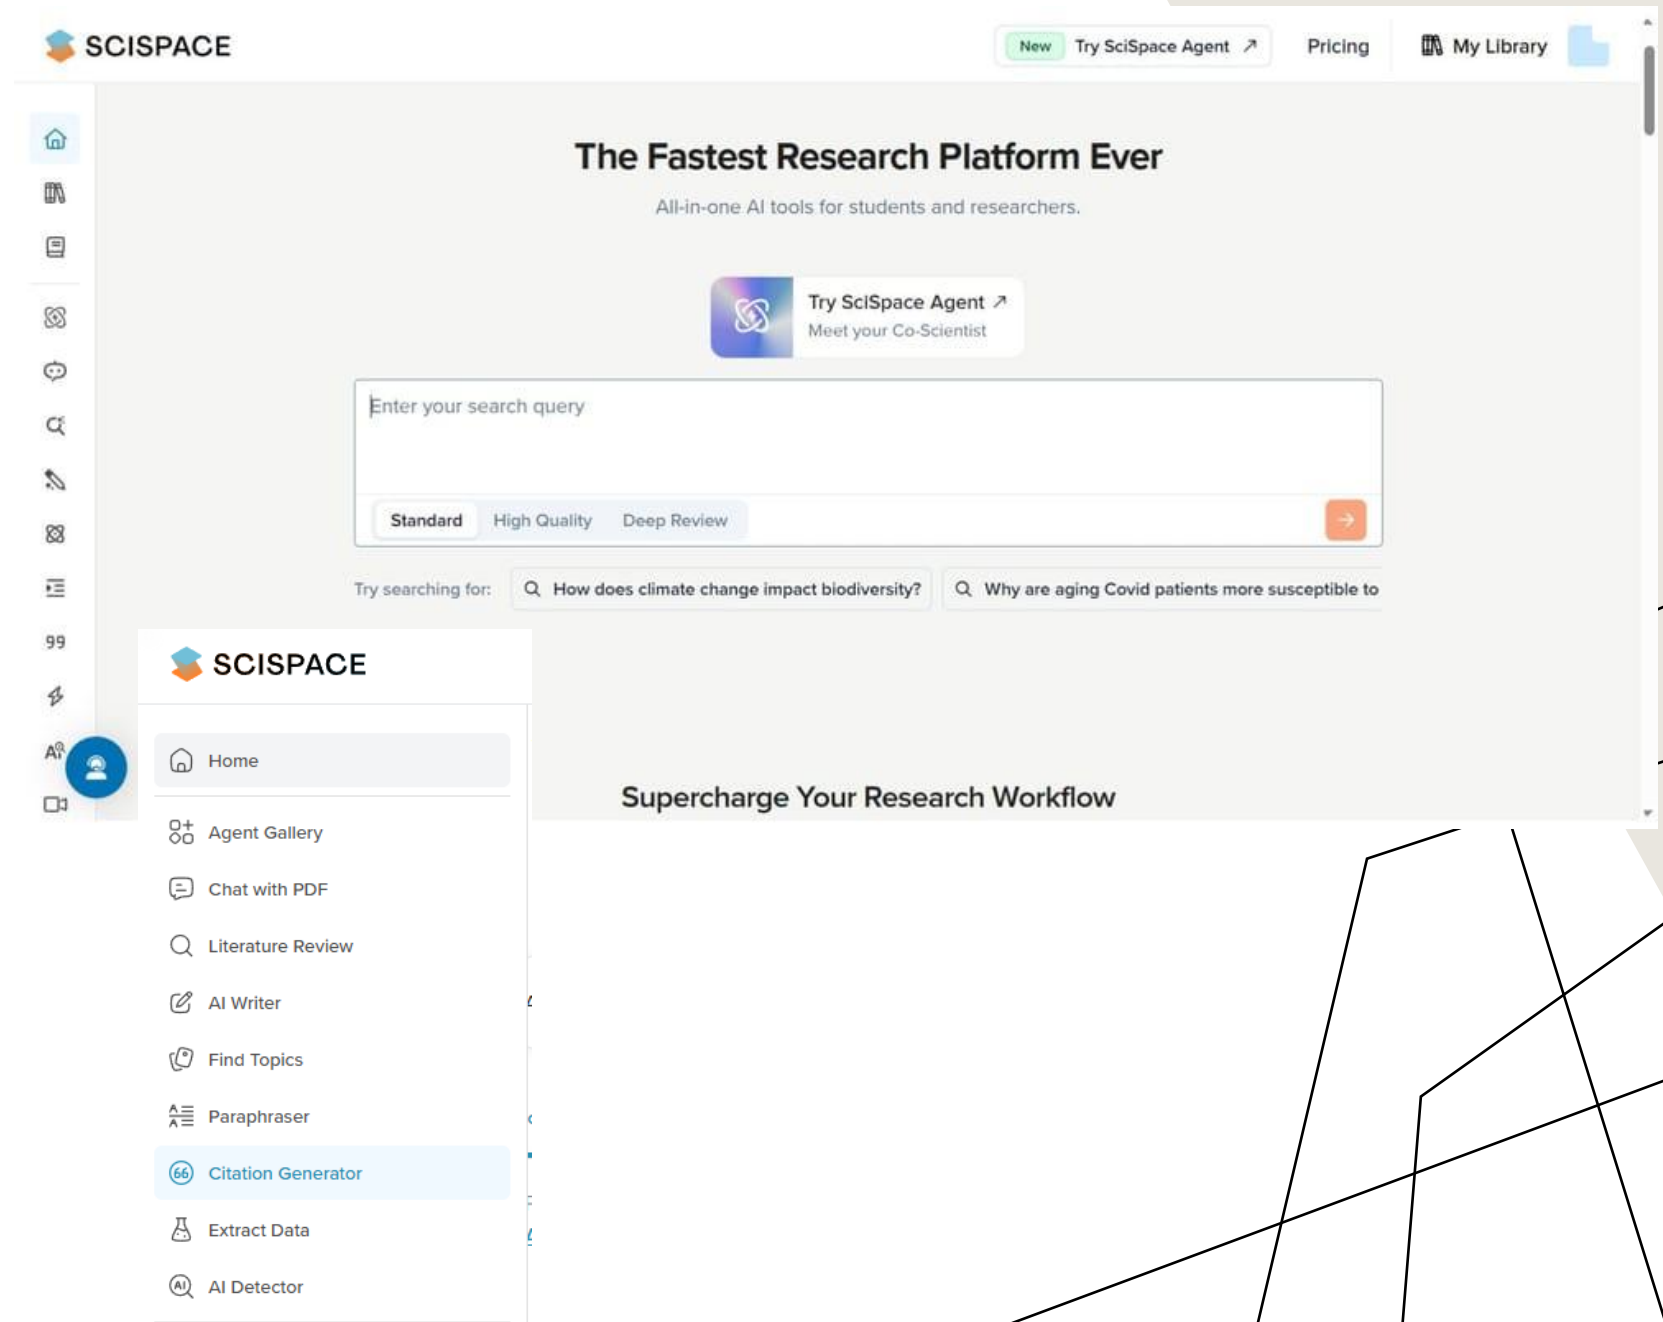 SCISPACE
New Try SciSpace Agent
Pricing
My Library
The Fastest Research Platform Ever
All-in-one AI tools for students and researchers.
Try SciSpace Agent
Meet your Co-Scientist
Enter your search query
Standard High Quality Deep Review
Try searching for: How does climate change impact biodiversity? Why are aging Covid patients more susceptible to
Supercharge Your Research Workflow
SCISPACE
Home
Agent Gallery
Chat with PDF
Literature Review
AI Writer
Find Topics
Paraphraser
Citation Generator
Extract Data
AI Detector